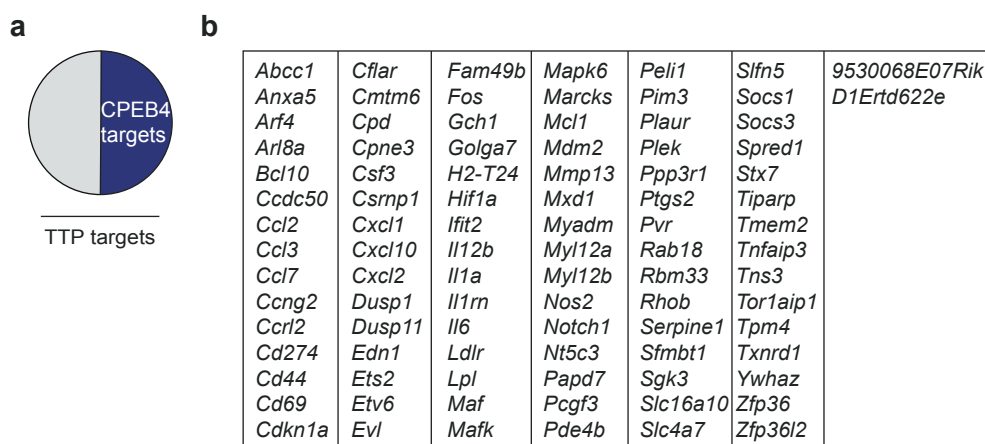 a
CPEB4
targets
TTP targets
b
Abcc1 Cflar Fam49b Mapk6 Peli1 Slfn5 9530068E07Rik
Anxa5 Cmtm6 Fos Marcks Pim3 Socs1 D1Ertd622e
Arf4 Cpd Gch1 Mcl1 Plaur Socs3
Arl8a Cpne3 Golga7 Mdm2 Plek Spred1
Bcl10 Csf3 H2-T24 Mmp13 Ppp3r1 Stx7
Ccdc50 Csrnp1 Hif1a Mxd1 Ptgs2 Tiparp
Ccl2 Cxcl1 Ifit2 Myadm Pvr Tmem2
Ccl3 Cxcl10 Il12b Myl12a Rab18 Tnfaip3
Ccl7 Cxcl2 Il1a Myl12b Rbm33 Tns3
Ccng2 Dusp1 Il1rn Nos2 Rhob Tor1aip1
Ccrl2 Dusp11 Il6 Notch1 Serpine1 Tpm4
Cd274 Edn1 Ldlr Nt5c3 Sfmbt1 Txnrd1
Cd44 Ets2 Lpl Papd7 Sgk3 Ywhaz
Cd69 Etv6 Maf Pcgf3 Slc16a10 Zfp36
Cdkn1a Evl Mafk Pde4b Slc4a7 Zfp36l2